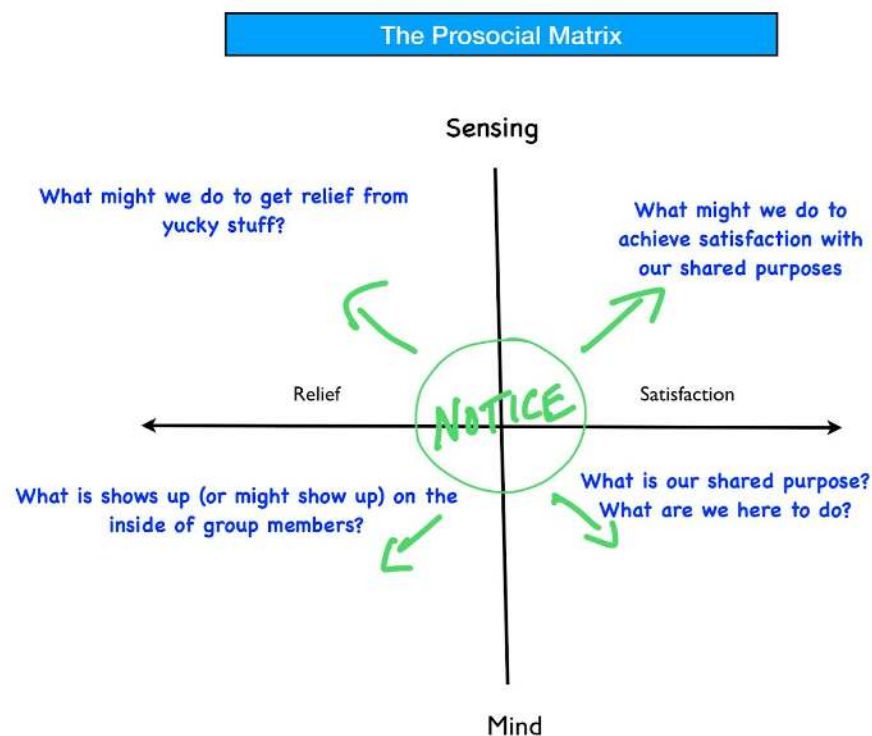 The Prosocial Matrix
Sensing
What might we do to get relief from
yucky stuff?
What might we do to
achieve satisfaction with
our shared purposes
Relief
NOTICE
Satisfaction
What is shows up (or might show up) on the
inside of group members?
What is our shared purpose?
What are we here to do?
Mind